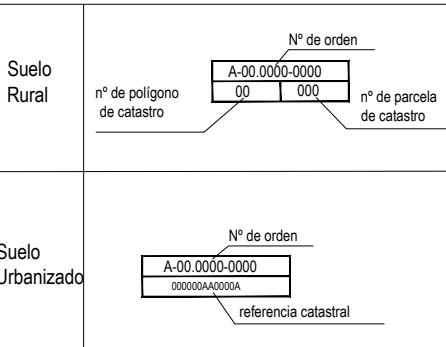 Suelo
Rural
Nº de orden
A-00.0000-0000
00
000
nº de polígono
de catastro
nº de parcela
de catastro
Suelo
Urbanizado
Nº de orden
A-00.0000-0000
000000AA0000A
referencia catastral